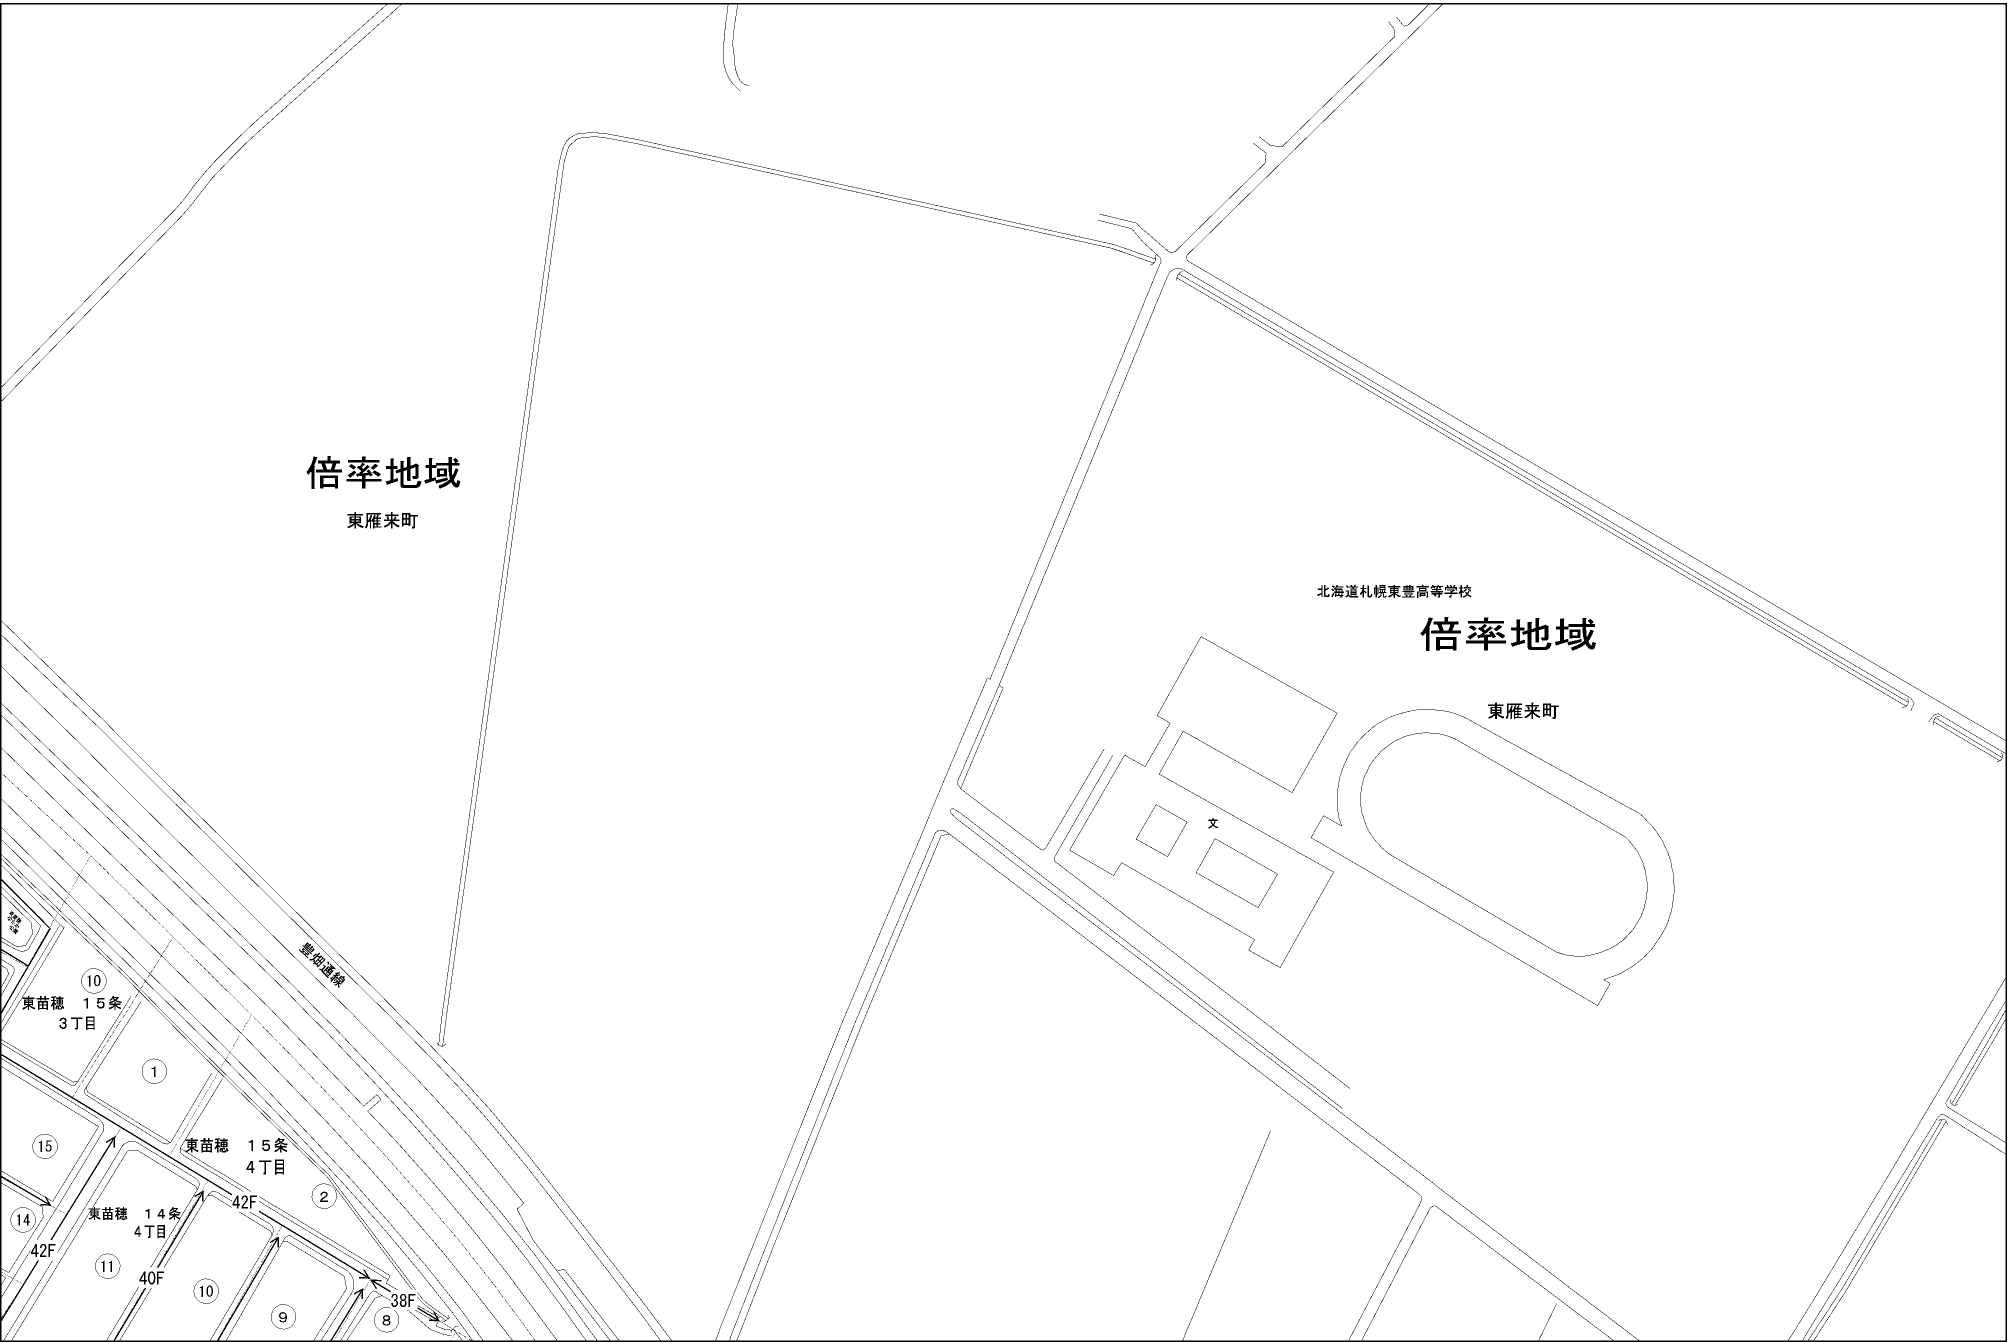 倍率地域
東雁来町
北海道札幌東豊高等学校
倍率地域
東雁来町
文
豊畑通線
10
東苗穂 15条
3丁目
1
15
東苗穂 15条
4丁目
2
42F
14
東苗穂 14条
4丁目
42F
11
40F
10
9
38F
8